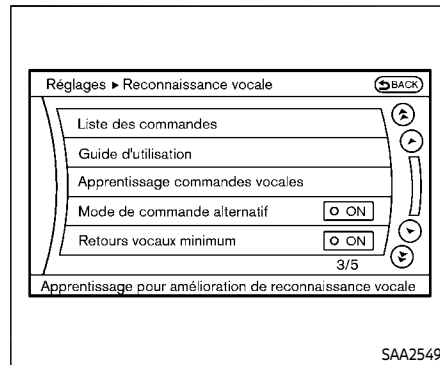 Réglages ▸ Reconnaissance vocale
BACK
Liste des commandes
Guide d'utilisation
Apprentissage commandes vocales
Mode de commande alternatif ON
Retours vocaux minimum ON
3/5
Apprentissage pour amélioration de reconnaissance vocale
SAA2549